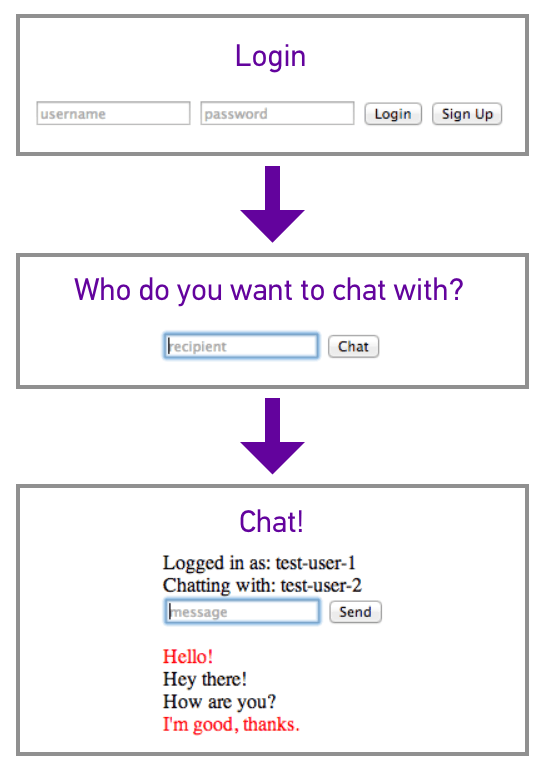 Login
username password Login Sign Up
Who do you want to chat with?
recipient Chat
Chat!
Logged in as: test-user-1
Chatting with: test-user-2
message Send
Hello!
Hey there!
How are you?
I'm good, thanks.